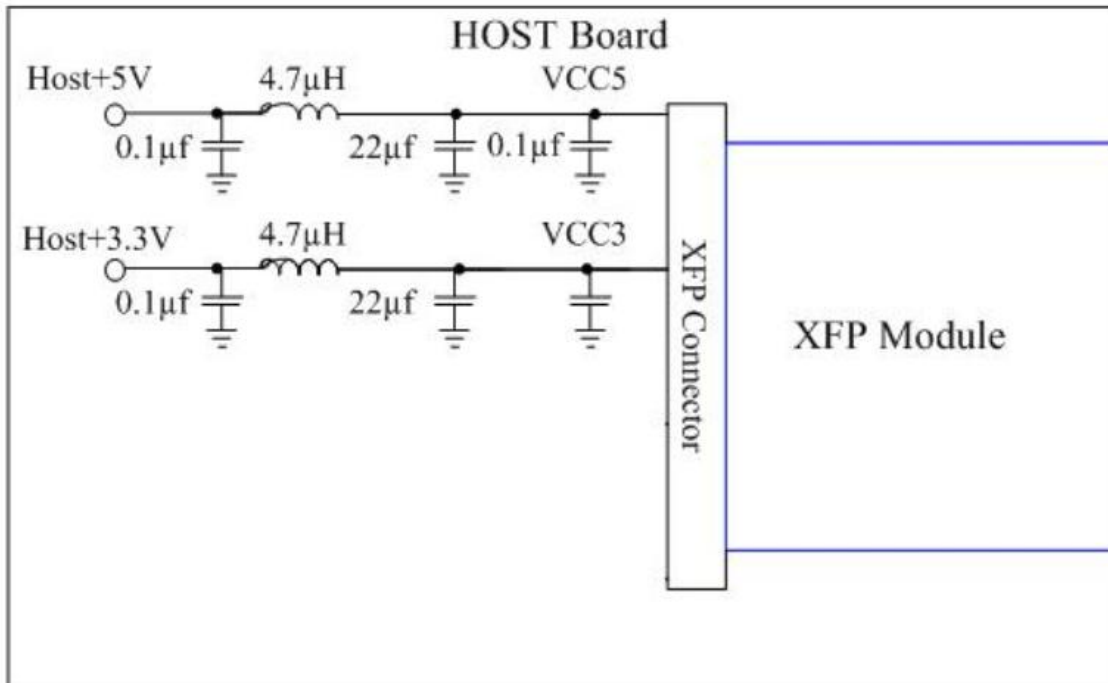 HOST Board
Host+5V
4.7μH
VCC5
0.1μf
22μf
0.1μf
Host+3.3V
4.7μH
VCC3
0.1μf
22μf
XFP Connector
XFP Module